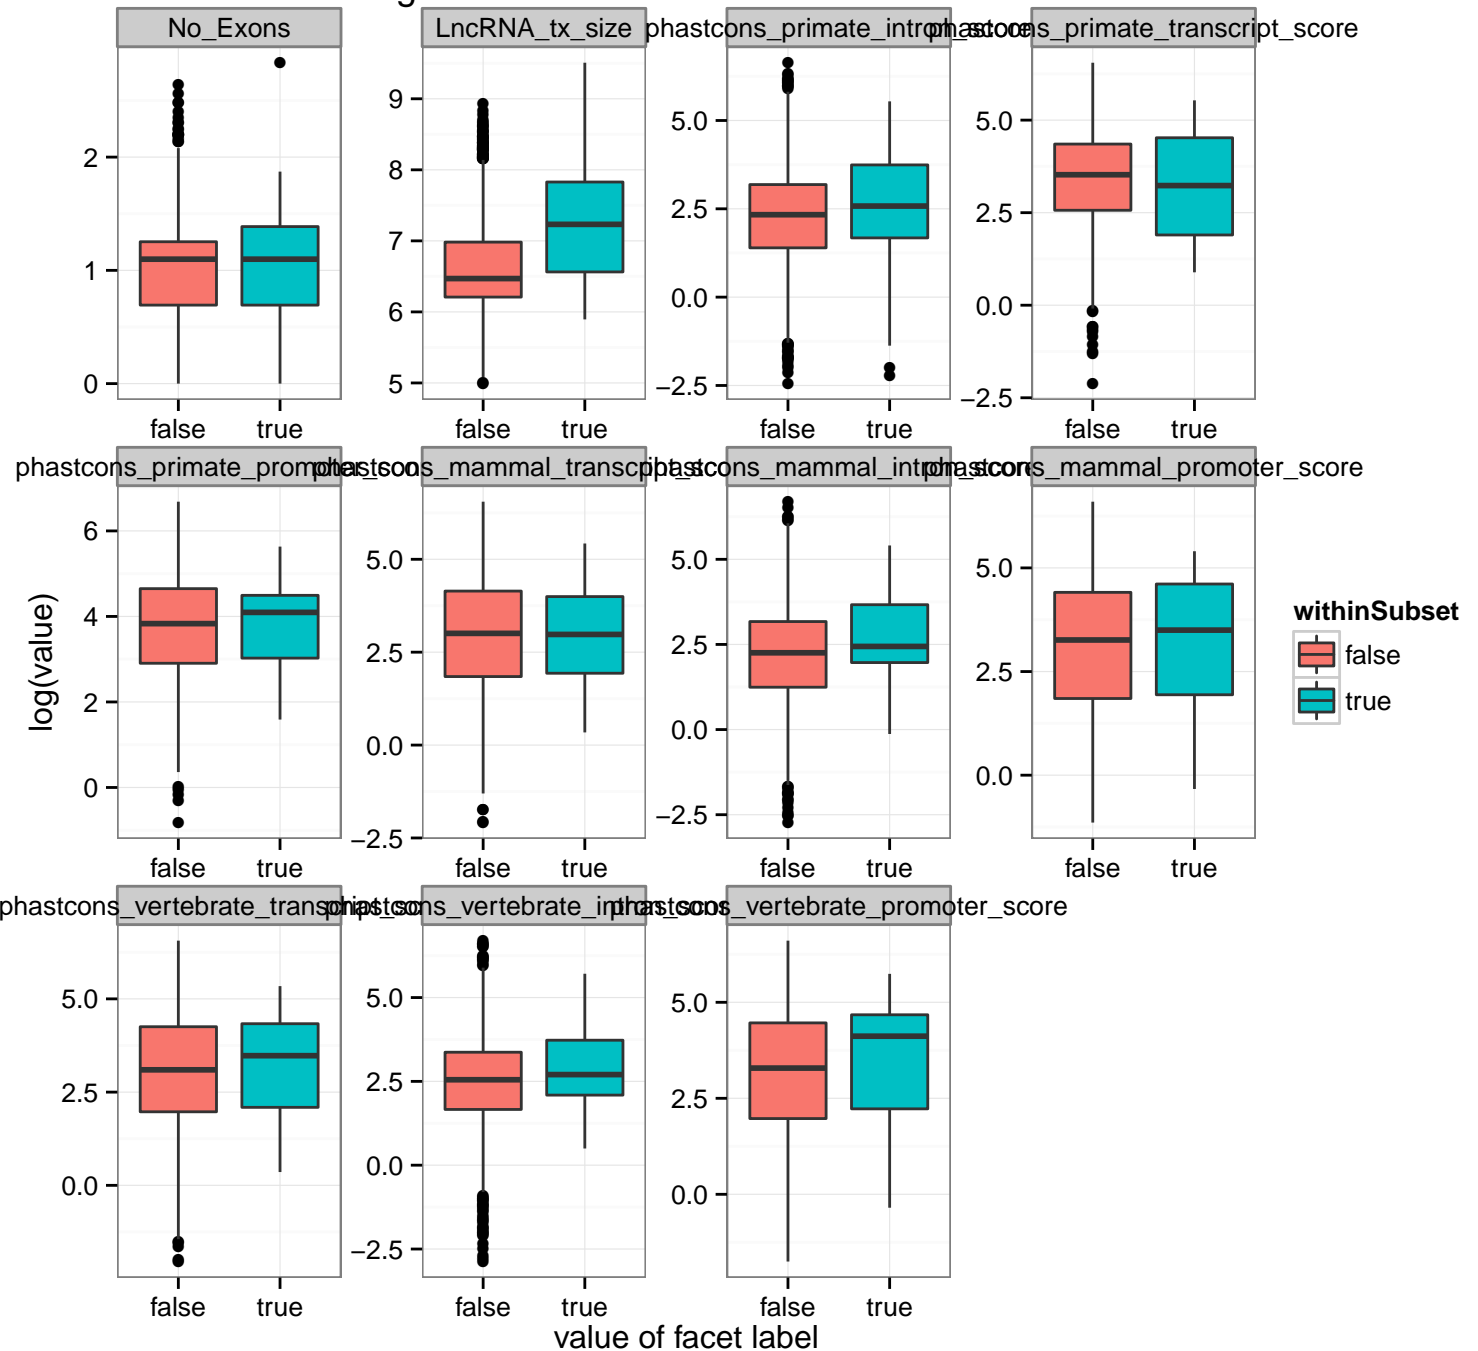 g
No_Exons
LncRNA_tx_size
phastcons_primate_intron_score
phastcons_primate_transcript_score
2
1
0
9
8
7
6
5
5.0
2.5
0.0
−2.5
5.0
2.5
0.0
−2.5
false true
false true
false true
false true
phastcons_primate_promoter_score
phastcons_mammal_transcript_score
phastcons_mammal_intron_score
phastcons_mammal_promoter_score
6
4
2
0
5.0
2.5
0.0
−2.5
5.0
2.5
0.0
−2.5
5.0
2.5
0.0
false true
false true
false true
false true
phastcons_vertebrate_transcript_score
phastcons_vertebrate_intron_score
phastcons_vertebrate_promoter_score
5.0
2.5
0.0
5.0
2.5
0.0
−2.5
5.0
2.5
0.0
false true
false true
false true
log(value)
value of facet label
withinSubset
false
true